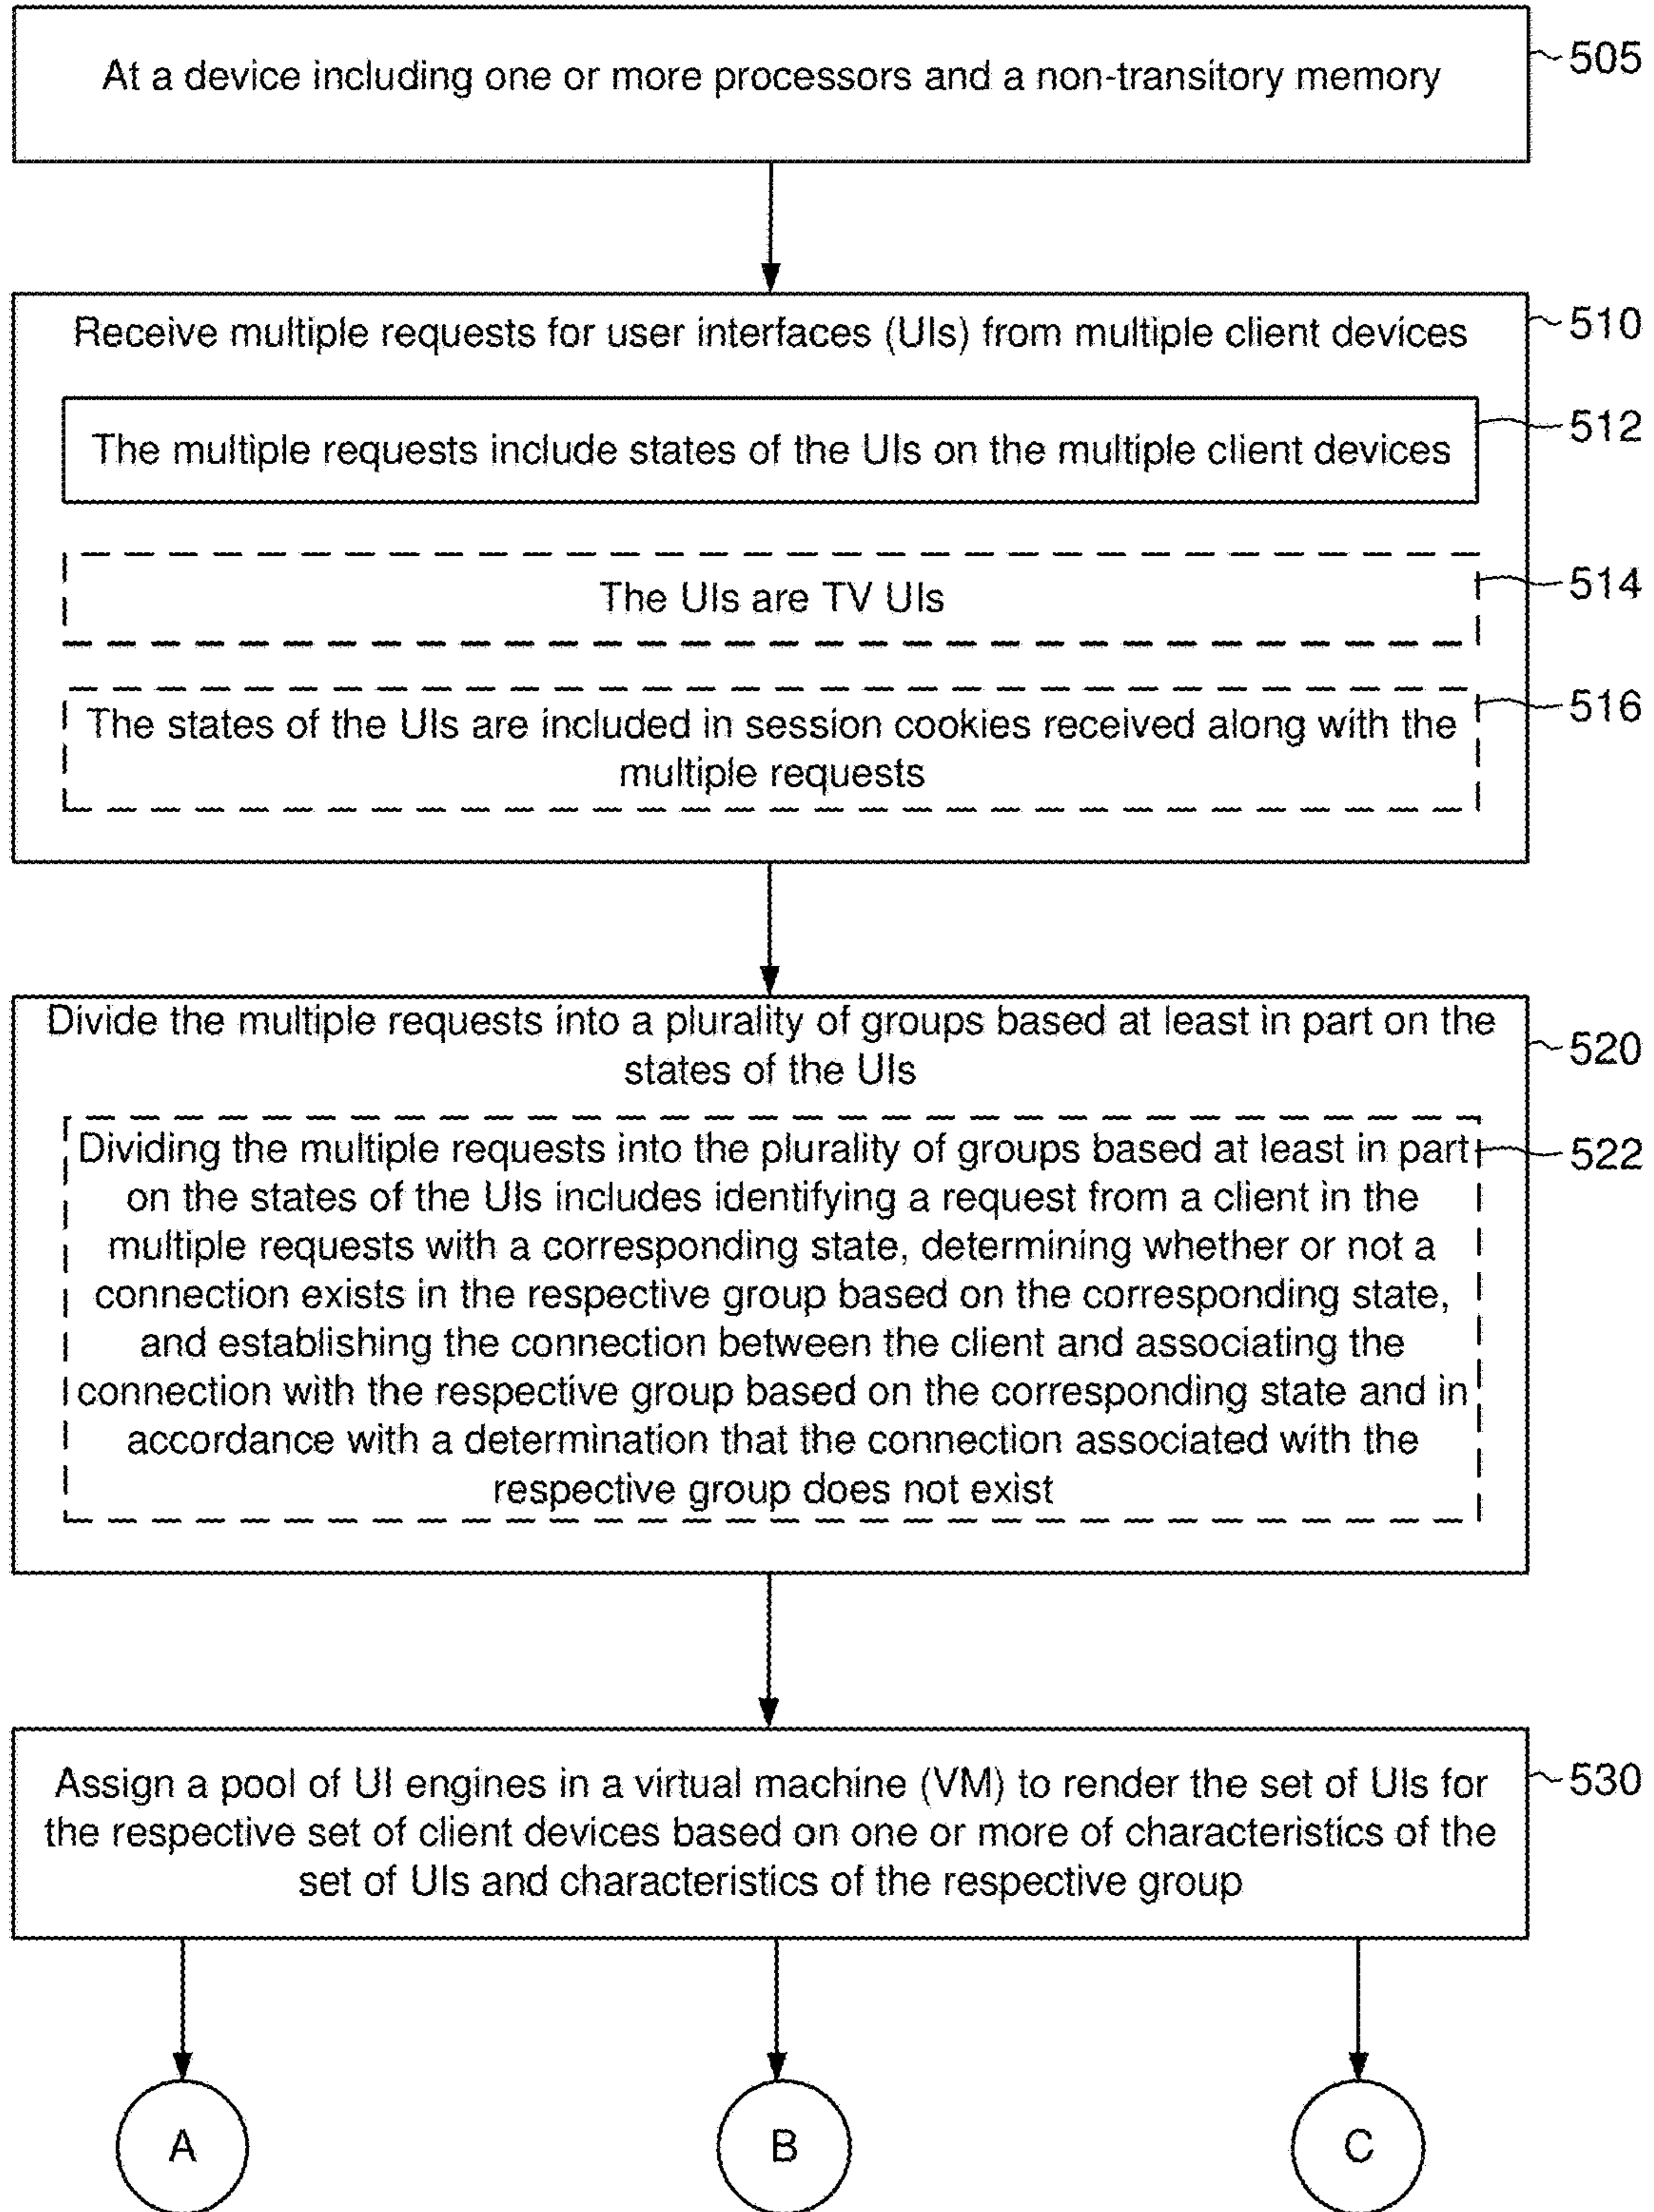 At a device including one or more processors and a non-transitory memory
505
Receive multiple requests for user interfaces (UIs) from multiple client devices
510
The multiple requests include states of the UIs on the multiple client devices
512
The UIs are TV UIs
514
The states of the UIs are included in session cookies received along with the
multiple requests
516
Divide the multiple requests into a plurality of groups based at least in part on the
states of the UIs
520
Dividing the multiple requests into the plurality of groups based at least in part
on the states of the UIs includes identifying a request from a client in the
multiple requests with a corresponding state, determining whether or not a
connection exists in the respective group based on the corresponding state,
and establishing the connection between the client and associating the
connection with the respective group based on the corresponding state and in
accordance with a determination that the connection associated with the
respective group does not exist
522
Assign a pool of UI engines in a virtual machine (VM) to render the set of UIs for
the respective set of client devices based on one or more of characteristics of the
set of UIs and characteristics of the respective group
530
A
B
C